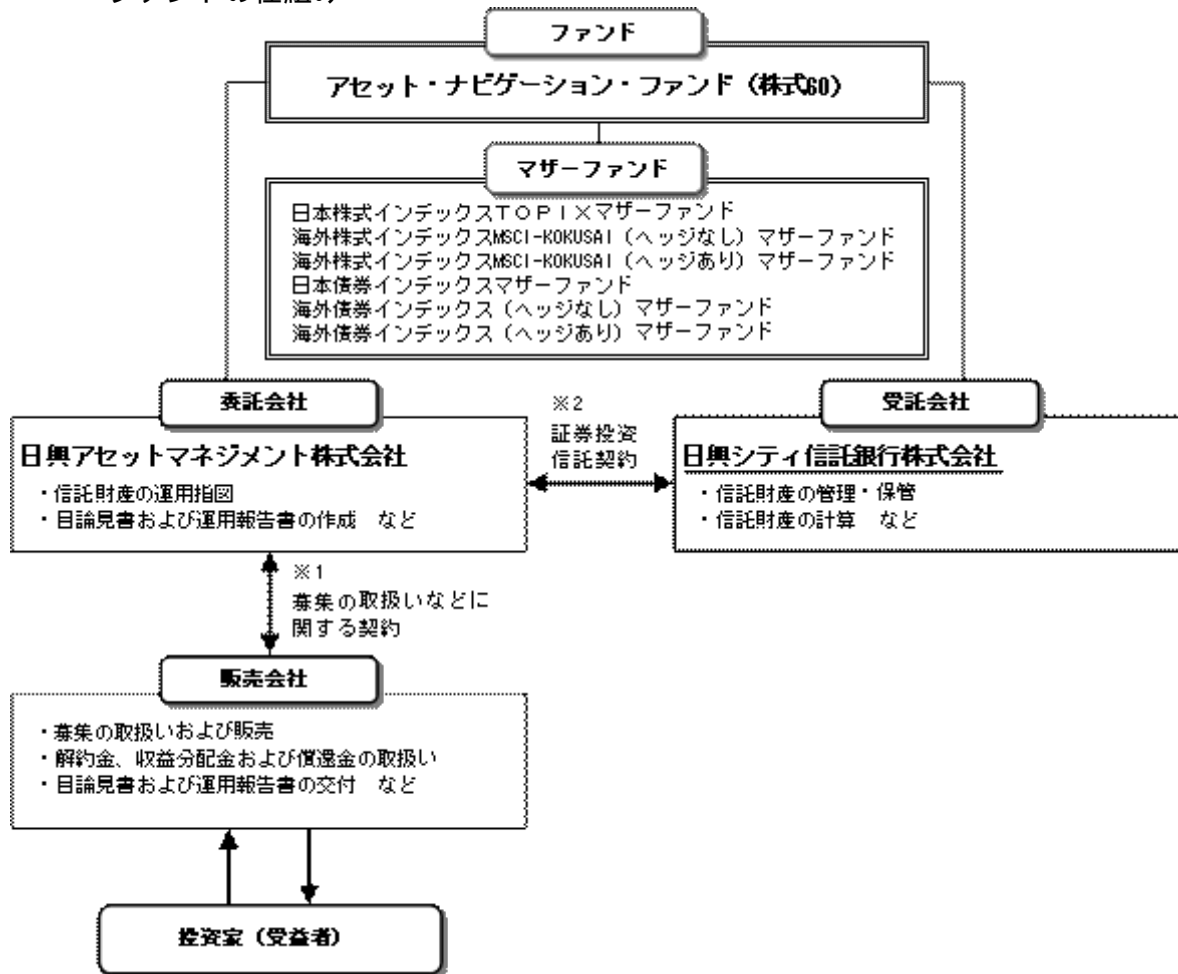 ファンドの仕組み
ファンド
アセット・ナビゲーション・ファンド（株式60）
マザーファンド
日本株式インデックスＴＯＰＩＸマザーファンド
海外株式インデックスMSCI-KOKUSAI（ヘッジなし）マザーファンド
海外株式インデックスMSCI-KOKUSAI（ヘッジあり）マザーファンド
日本債券インデックスマザーファンド
海外債券インデックス（ヘッジなし）マザーファンド
海外債券インデックス（ヘッジあり）マザーファンド
委託会社
日興アセットマネジメント株式会社
・信託財産の運用指図
・目論見書および運用報告書の作成　など
※2
証券投資
信託契約
受託会社
日興シティ信託銀行株式会社
・信託財産の管理・保管
・信託財産の計算　など
※1
募集の取扱いなどに
関する契約
販売会社
・募集の取扱いおよび販売
・解約金、収益分配金および償還金の取扱い
・目論見書および運用報告書の交付　など
投資家（受益者）